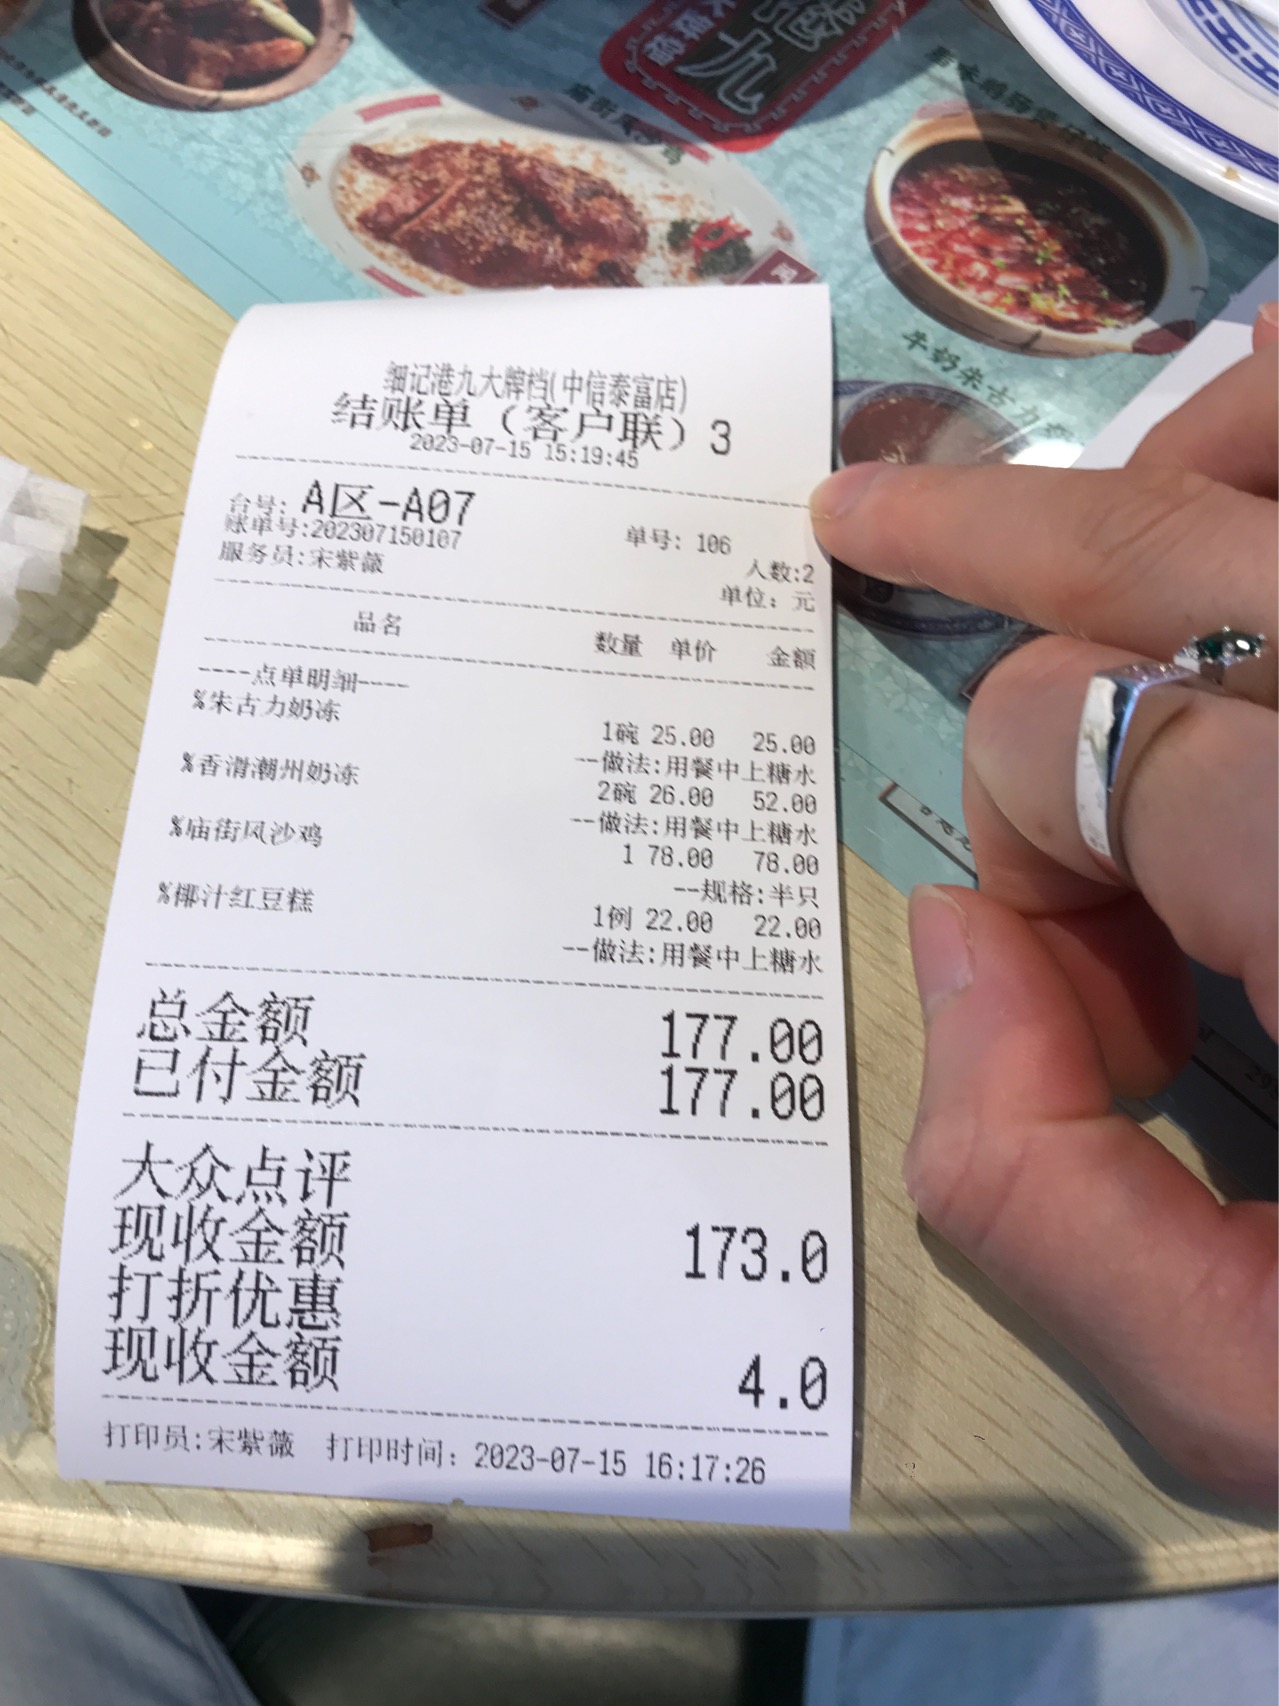 牛奶朱古力
细记港九大牌档(中信泰富店)
结账单（客户联）3
2023-07-15 15:19:45
台号: A区-A07
单号: 106
账单号:202307150107
人数:2
服务员:宋紫薇
单位: 元
品名 数量 单价 金额
----点单明细----
%朱古力奶冻
1碗 25.00 25.00
--做法:用餐中上糖水
%香滑潮州奶冻
2碗 26.00 52.00
--做法:用餐中上糖水
%庙街风沙鸡
1 78.00 78.00
--规格:半只
%椰汁红豆糕
1例 22.00 22.00
--做法:用餐中上糖水
总金额 177.00
已付金额 177.00
大众点评
现收金额 173.0
打折优惠
现收金额 4.0
打印员:宋紫薇 打印时间: 2023-07-15 16:17:26